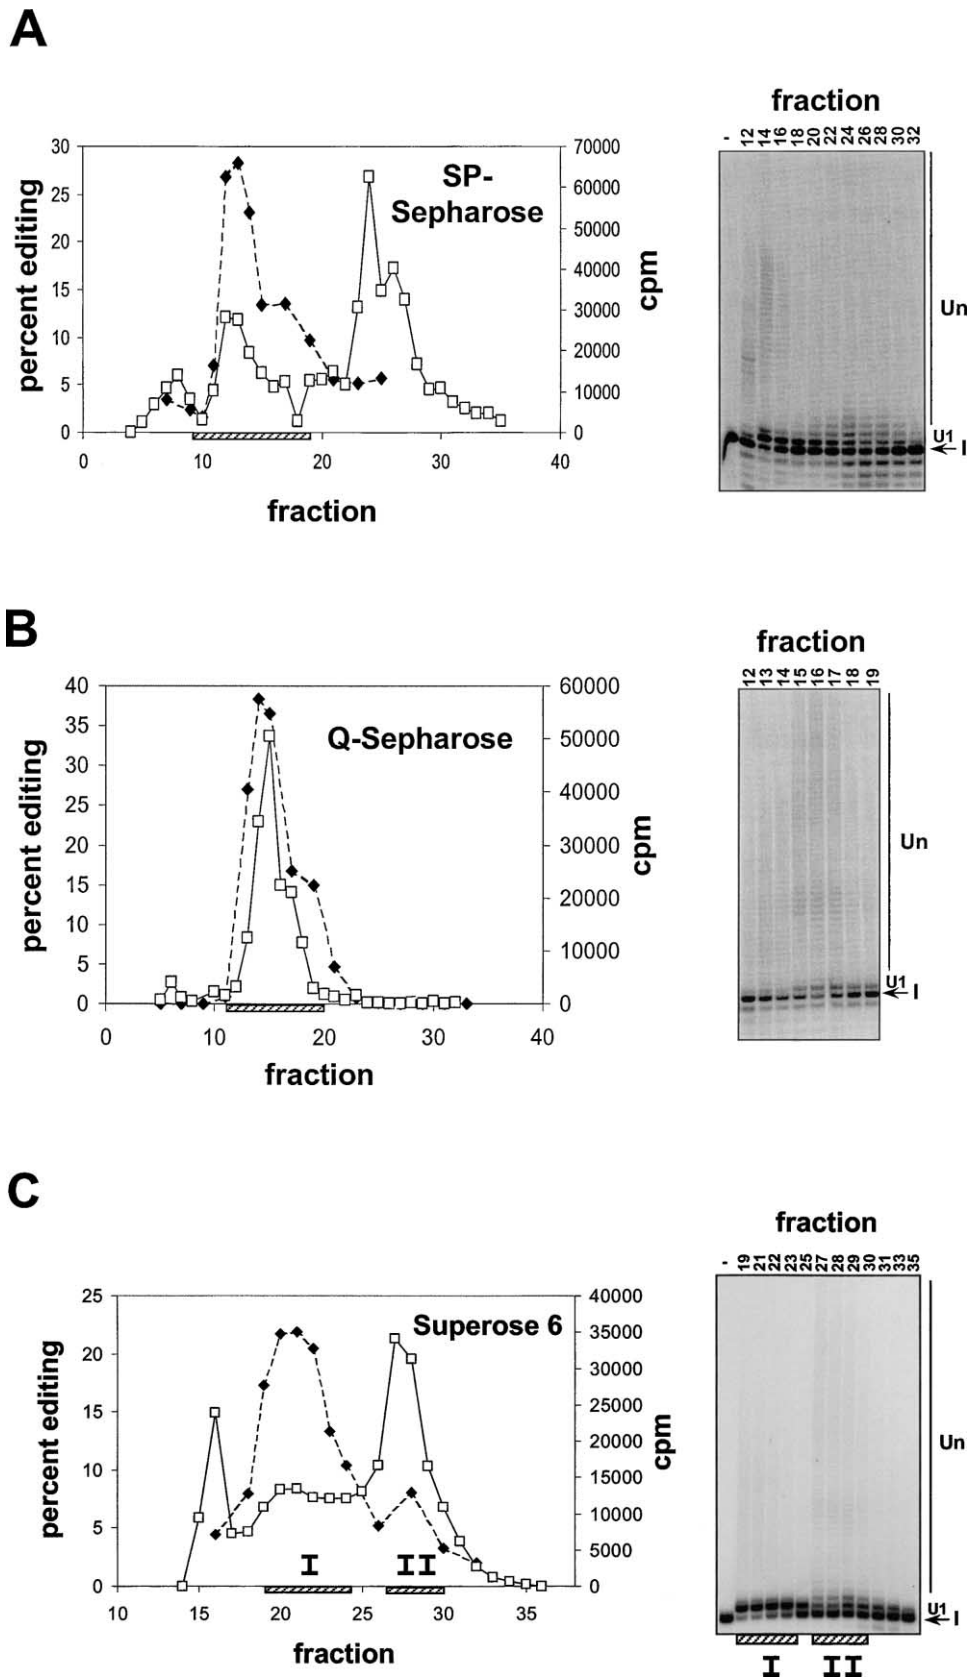 A
SP-
Sepharose
percent editing
30
25
20
15
10
5
0
70000
60000
50000
40000
30000
20000
10000
0
cpm
0 10 20 30 40
fraction
fraction
- 12 14 16 18 20 22 24 26 28 30 32
Un
U1
I
B
Q-Sepharose
percent editing
40
35
30
25
20
15
10
5
0
60000
50000
40000
30000
20000
10000
0
cpm
0 10 20 30 40
fraction
fraction
12 13 14 15 16 17 18 19
Un
U1
I
C
Superose 6
percent editing
25
20
15
10
5
0
40000
35000
30000
25000
20000
15000
10000
5000
0
cpm
I II
10 15 20 25 30 35
fraction
fraction
- 19 21 22 23 25 27 28 29 30 31 33 35
Un
U1
I
I II